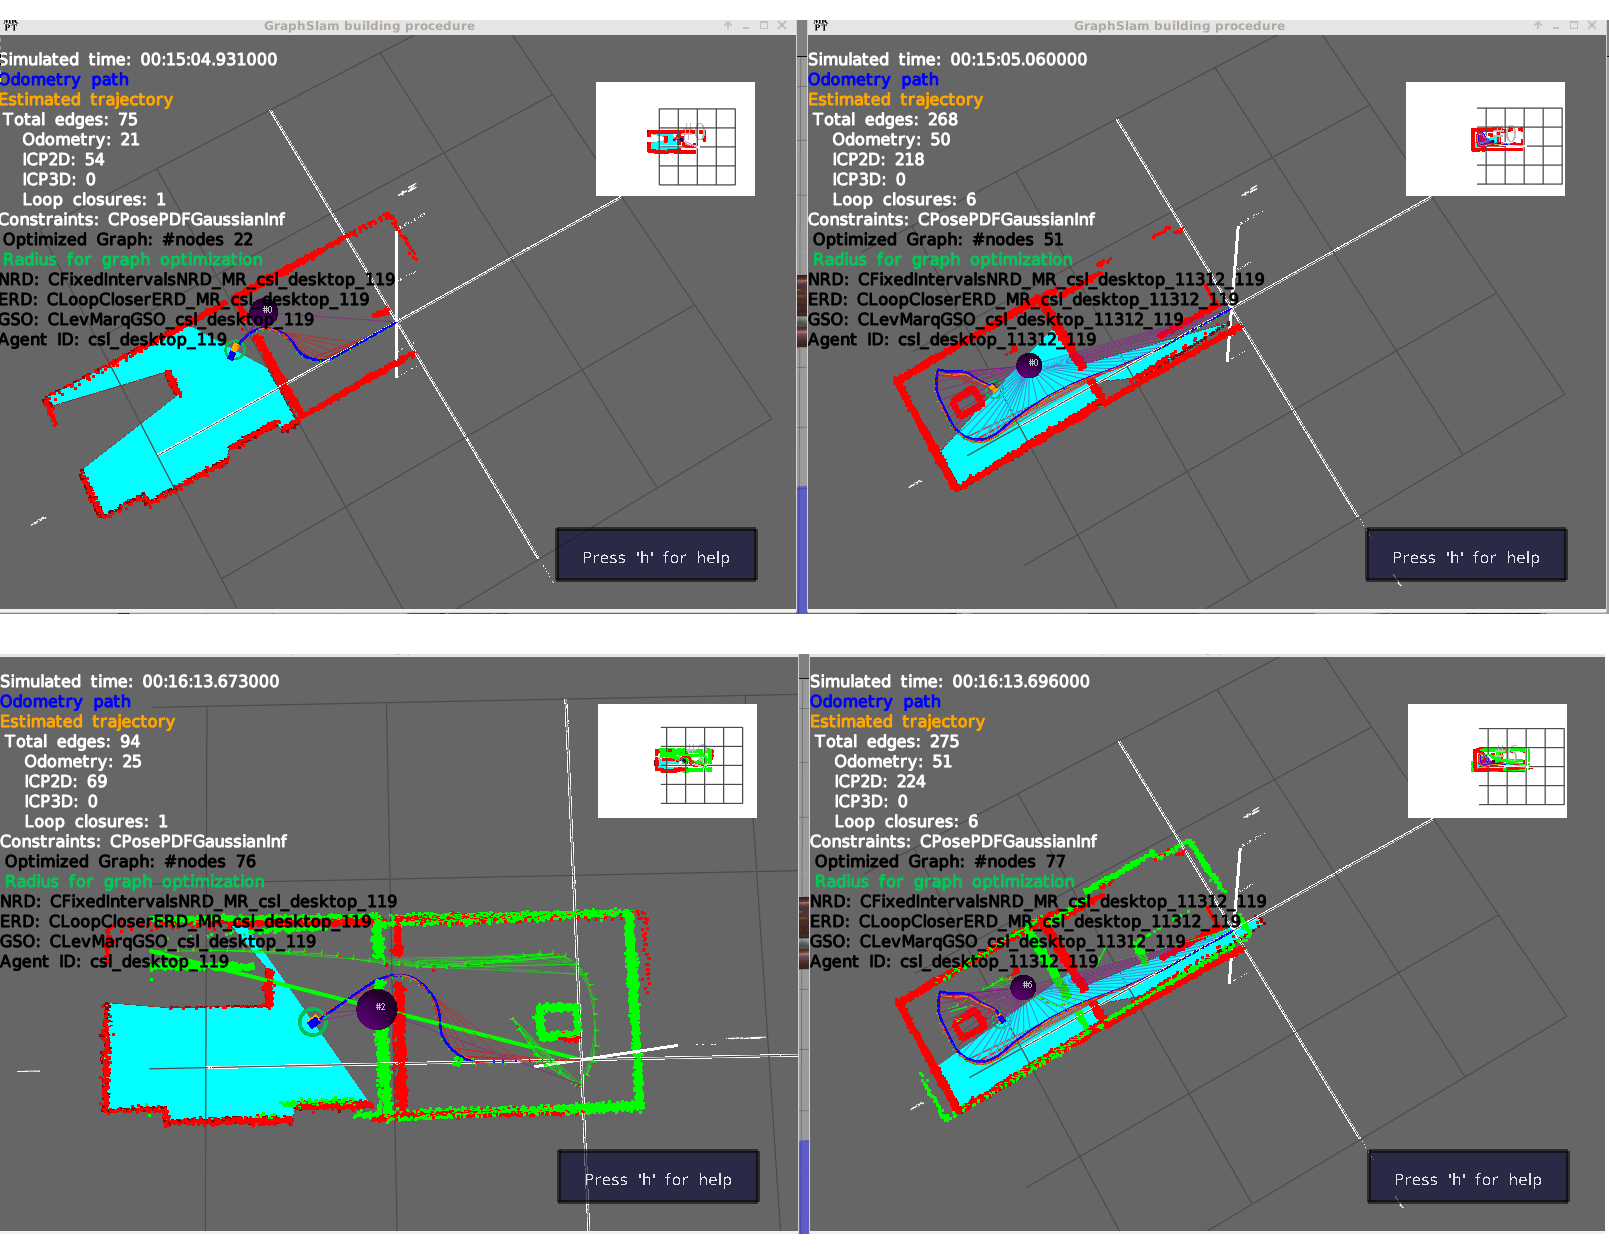 MR
PT
GraphSlam building procedure
Simulated time: 00:15:04.931000
Odometry path
Estimated trajectory
Total edges: 75
Odometry: 21
ICP2D: 54
ICP3D: 0
Loop closures: 1
Constraints: CPosePDFGaussianInf
Optimized Graph: #nodes 22
Radius for graph optimization
NRD: CFixedIntervalsNRD_MR_csl_desktop_119
ERD: CLoopCloserERD_MR_csl_desktop_119
GSO: CLevMarqGSO_csl_desktop_119
Agent ID: csl_desktop_119
#0
Press 'h' for help
MR
PT
GraphSlam building procedure
Simulated time: 00:15:05.060000
Odometry path
Estimated trajectory
Total edges: 268
Odometry: 50
ICP2D: 218
ICP3D: 0
Loop closures: 6
Constraints: CPosePDFGaussianInf
Optimized Graph: #nodes 51
Radius for graph optimization
NRD: CFixedIntervalsNRD_MR_csl_desktop_11312_119
ERD: CLoopCloserERD_MR_csl_desktop_11312_119
GSO: CLevMarqGSO_csl_desktop_11312_119
Agent ID: csl_desktop_11312_119
#0
Press 'h' for help
Simulated time: 00:16:13.673000
Odometry path
Estimated trajectory
Total edges: 94
Odometry: 25
ICP2D: 69
ICP3D: 0
Loop closures: 1
Constraints: CPosePDFGaussianInf
Optimized Graph: #nodes 76
Radius for graph optimization
NRD: CFixedIntervalsNRD_MR_csl_desktop_119
ERD: CLoopCloserERD_MR_csl_desktop_119
GSO: CLevMarqGSO_csl_desktop_119
Agent ID: csl_desktop_119
#2
Press 'h' for help
Simulated time: 00:16:13.696000
Odometry path
Estimated trajectory
Total edges: 275
Odometry: 51
ICP2D: 224
ICP3D: 0
Loop closures: 6
Constraints: CPosePDFGaussianInf
Optimized Graph: #nodes 77
Radius for graph optimization
NRD: CFixedIntervalsNRD_MR_csl_desktop_11312_119
ERD: CLoopCloserERD_MR_csl_desktop_11312_119
GSO: CLevMarqGSO_csl_desktop_11312_119
Agent ID: csl_desktop_11312_119
#6
Press 'h' for help